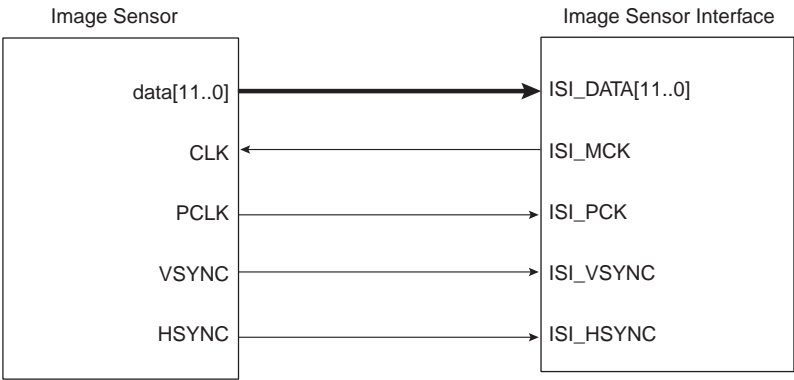 Image Sensor
Image Sensor Interface
data[11..0]
ISI_DATA[11..0]
CLK
ISI_MCK
PCLK
ISI_PCK
VSYNC
ISI_VSYNC
HSYNC
ISI_HSYNC